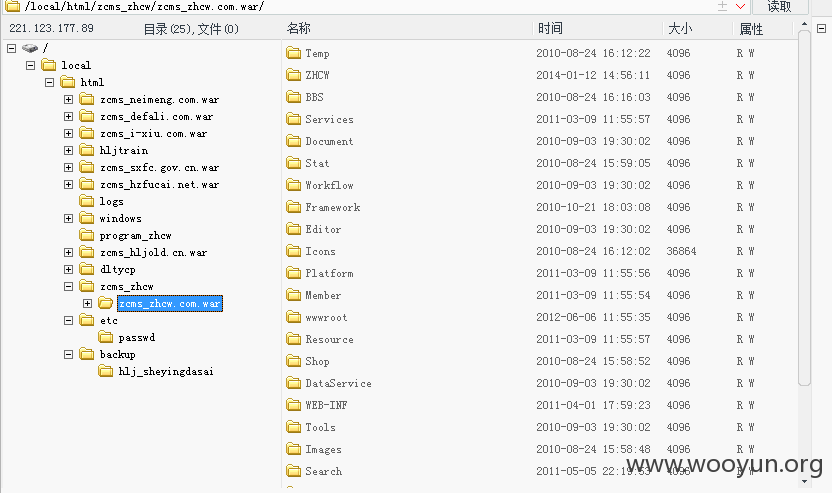 /local/html/zcms_zhcw/zcms_zhcw.com.war/ 读取
221.123.177.89 目录(25),文件(0) 名称 时间 大小 属性
/
local
html
zcms_neimeng.com.war
zcms_defali.com.war
zcms_i-xiu.com.war
hljtrain
zcms_sxfc.gov.cn.war
zcms_hzfucai.net.war
logs
windows
program_zhcw
zcms_hljold.cn.war
dltycp
zcms_zhcw
zcms_zhcw.com.war
etc
passwd
backup
hlj_sheyingdasai
Temp 2010-08-24 16:12:22 4096 R W
ZHCW 2014-01-12 14:56:11 4096 R W
BBS 2010-08-24 16:16:03 4096 R W
Services 2011-03-09 11:55:57 4096 R W
Document 2010-09-03 19:30:02 4096 R W
Stat 2010-08-24 15:59:05 4096 R W
Workflow 2010-09-03 19:30:02 4096 R W
Framework 2010-10-21 18:03:08 4096 R W
Editor 2010-09-03 19:30:02 4096 R W
Icons 2010-08-24 16:12:02 36864 R W
Platform 2011-03-09 11:55:56 4096 R W
Member 2011-03-09 11:55:54 4096 R W
wwwroot 2012-06-06 11:55:35 4096 R W
Resource 2011-03-09 11:55:57 4096 R W
Shop 2010-08-24 15:58:52 4096 R W
DataService 2010-09-03 19:30:02 4096 R W
WEB-INF 2011-04-01 17:59:23 4096 R W
Tools 2010-09-03 19:30:02 4096 R W
Images 2010-08-24 15:58:48 4096 R W
Search 2011-05-05 22:19:53 4096 R W
www.wooyun.org